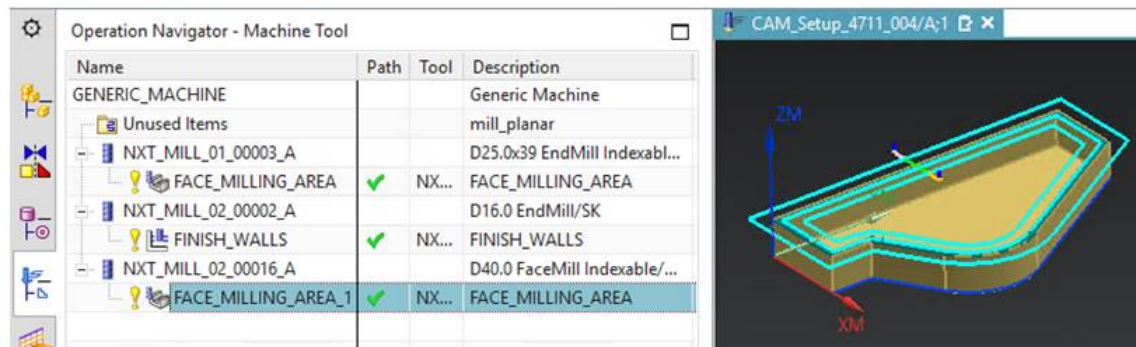 Operation Navigator - Machine Tool
CAM_Setup_4711_004/A;1
Name Path Tool Description
GENERIC_MACHINE Generic Machine
Unused Items mill_planar
NXT_MILL_01_00003_A D25.0x39 EndMill Indexabl...
FACE_MILLING_AREA NX... FACE_MILLING_AREA
NXT_MILL_02_00002_A D16.0 EndMill/SK
FINISH_WALLS NX... FINISH_WALLS
NXT_MILL_02_00016_A D40.0 FaceMill Indexable/...
FACE_MILLING_AREA_1 NX... FACE_MILLING_AREA
ZM
XM